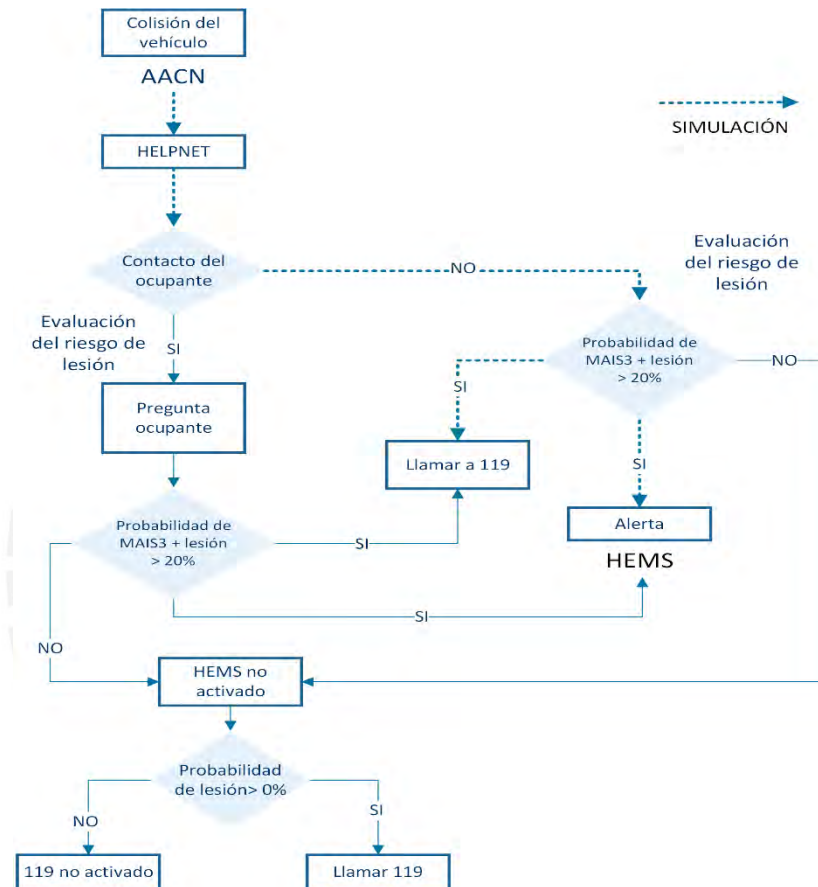 Colisión del
vehículo
AACN
SIMULACIÓN
HELPNET
Contacto del
ocupante
NO
Evaluación
del riesgo de
lesión
Evaluación
del riesgo de
lesión
SI
Probabilidad de
MAIS3 + lesión
> 20%
NO
SI
Pregunta
ocupante
Llamar a 119
SI
Alerta
HEMS
Probabilidad de
MAIS3 + lesión
> 20%
SI
SI
NO
HEMS no
activado
Probabilidad
de lesión> 0%
NO
SI
119 no activado
Llamar 119